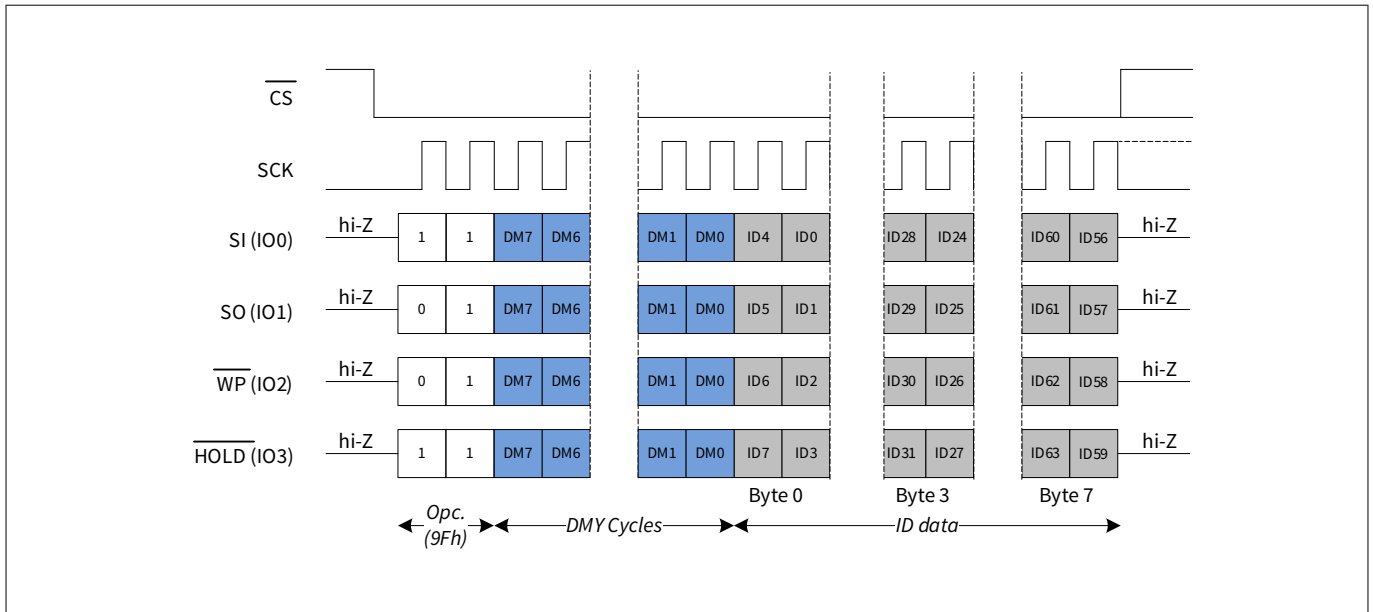 CS
SCK
SI (IO0) hi-Z 1 1 DM7 DM6 DM1 DM0 ID4 ID0 ID28 ID24 ID60 ID56 hi-Z
SO (IO1) hi-Z 0 1 DM7 DM6 DM1 DM0 ID5 ID1 ID29 ID25 ID61 ID57 hi-Z
WP (IO2) hi-Z 0 1 DM7 DM6 DM1 DM0 ID6 ID2 ID30 ID26 ID62 ID58 hi-Z
HOLD (IO3) hi-Z 1 1 DM7 DM6 DM1 DM0 ID7 ID3 ID31 ID27 ID63 ID59 hi-Z
Byte 0 Byte 3 Byte 7
Opc. (9Fh) DMY Cycles ID data